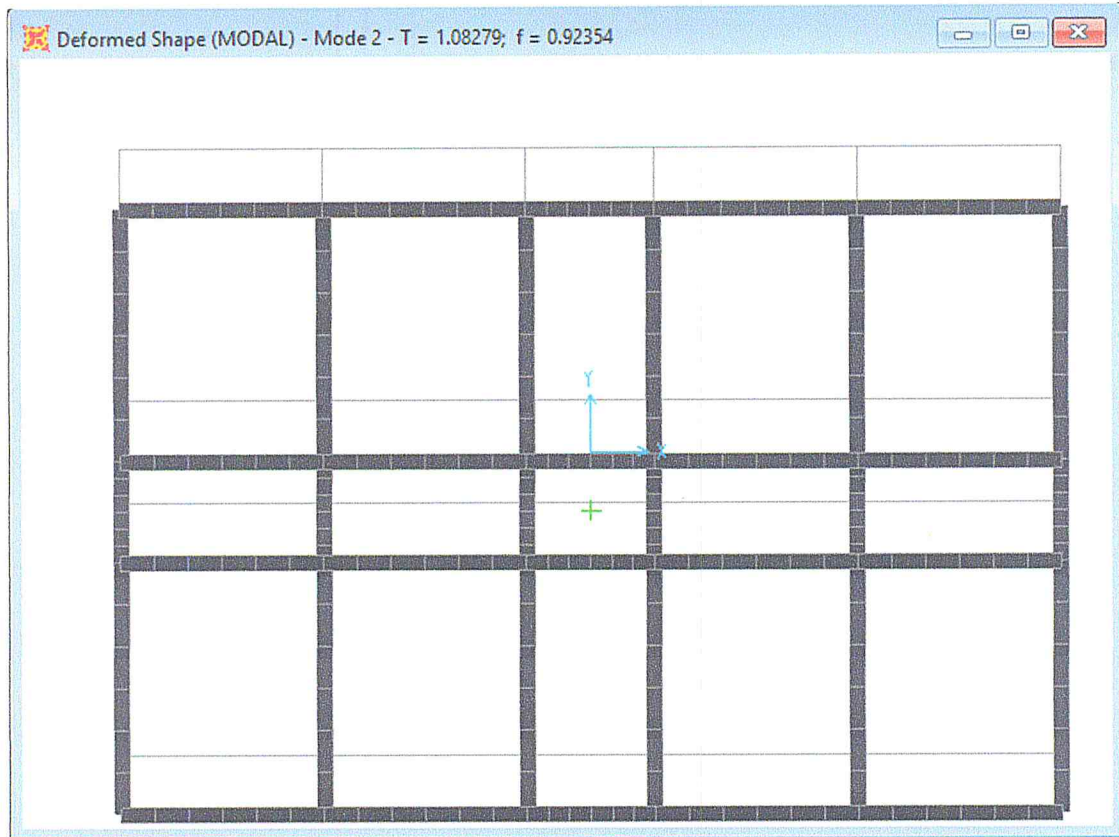 Deformed Shape (MODAL) - Mode 2 - T = 1.08279; f = 0.92354
Y
X